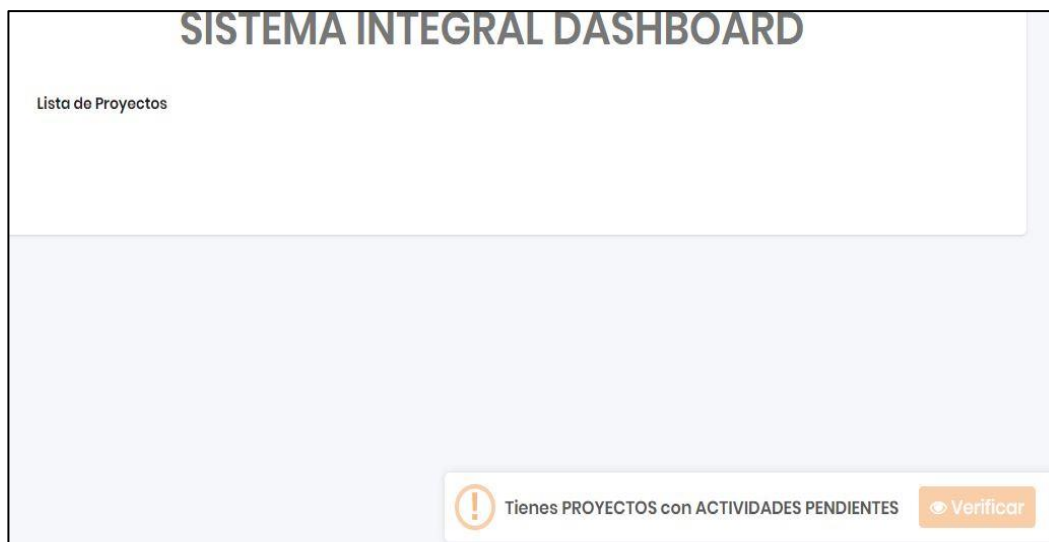 SISTEMA INTEGRAL DASHBOARD
Lista de Proyectos
Tienes PROYECTOS con ACTIVIDADES PENDIENTES
Verificar